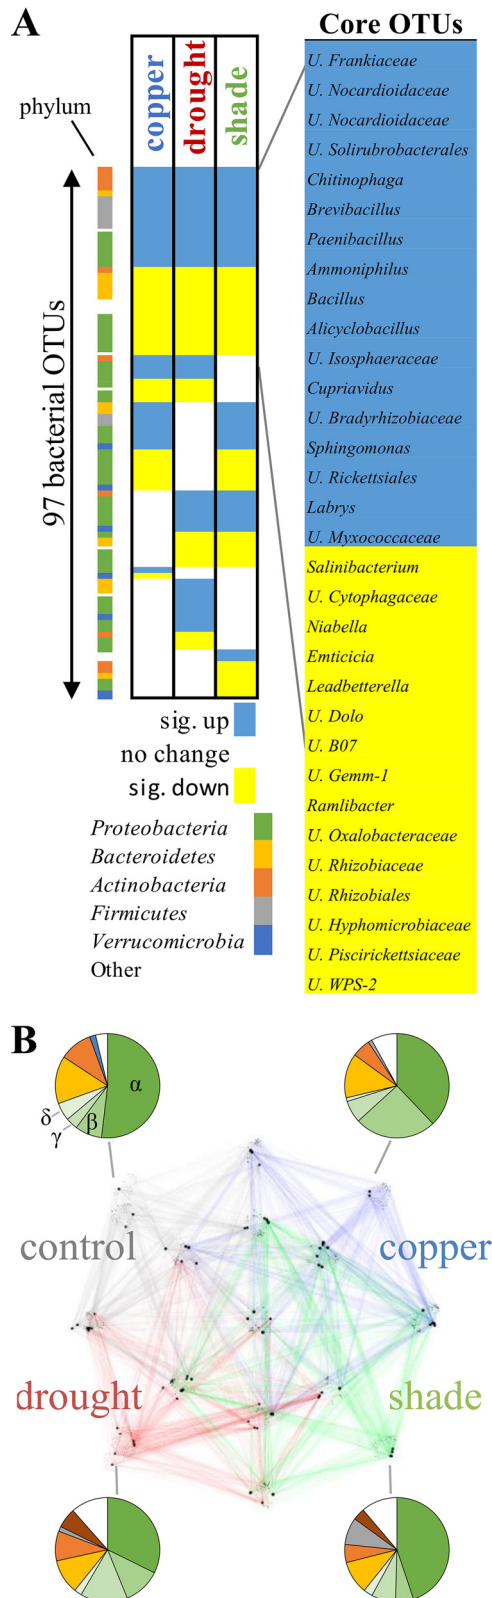 A
Core OTUs
copper
drought
shade
phylum
97 bacterial OTUs
U. Frankiaceae
U. Nocardioidaceae
U. Nocardioidaceae
U. Solirubrobacterales
Chitinophaga
Brevibacillus
Paenibacillus
Ammoniphilus
Bacillus
Alicyclobacillus
U. Isosphaeraceae
Cupriavidus
U. Bradyrhizobiaceae
Sphingomonas
U. Rickettsiales
Labrys
U. Myxococcaceae
Salinibacterium
U. Cytophagaceae
Niabella
Emticicia
Leadbetterella
U. Dolo
U. B07
U. Gemm-1
Ramlibacter
U. Oxalobacteraceae
U. Rhizobiaceae
U. Rhizobiales
U. Hyphomicrobiaceae
U. Piscirickettsiaceae
U. WPS-2
sig. up
no change
sig. down
Proteobacteria
Bacteroidetes
Actinobacteria
Firmicutes
Verrucomicrobia
Other
B
α
δ
γ
β
control
copper
drought
shade